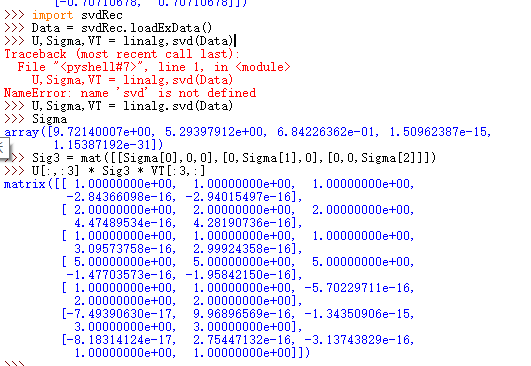 [-0.70710678, 0.70710678]])
>>> import svdRec
>>> Data = svdRec.loadExData()
>>> U,Sigma,VT = linalg,svd(Data)
Traceback (most recent call last):
File "<pyshell#7>", line 1, in <module>
U,Sigma,VT = linalg,svd(Data)
NameError: name 'svd' is not defined
>>> U,Sigma,VT = linalg.svd(Data)
>>> Sigma
array([9.72140007e+00, 5.29397912e+00, 6.84226362e-01, 1.50962387e-15,
1.15387192e-31])
>>> Sig3 = mat([[Sigma[0],0,0],[0,Sigma[1],0],[0,0,Sigma[2]]])
>>> U[:,:3] * Sig3 * VT[:3,:]
matrix([[ 1.00000000e+00, 1.00000000e+00, 1.00000000e+00,
-2.84366098e-16, -2.94015497e-16],
[ 2.00000000e+00, 2.00000000e+00, 2.00000000e+00,
4.47489534e-16, 4.28190736e-16],
[ 1.00000000e+00, 1.00000000e+00, 1.00000000e+00,
3.09573758e-16, 2.99924358e-16],
[ 5.00000000e+00, 5.00000000e+00, 5.00000000e+00,
-1.47703573e-16, -1.95842150e-16],
[ 1.00000000e+00, 1.00000000e+00, -5.70229711e-16,
2.00000000e+00, 2.00000000e+00],
[-7.49390630e-17, 9.96896569e-16, -1.34350906e-15,
3.00000000e+00, 3.00000000e+00],
[-8.18314124e-17, 2.75447132e-16, -3.13743829e-16,
1.00000000e+00, 1.00000000e+00]])
>>>